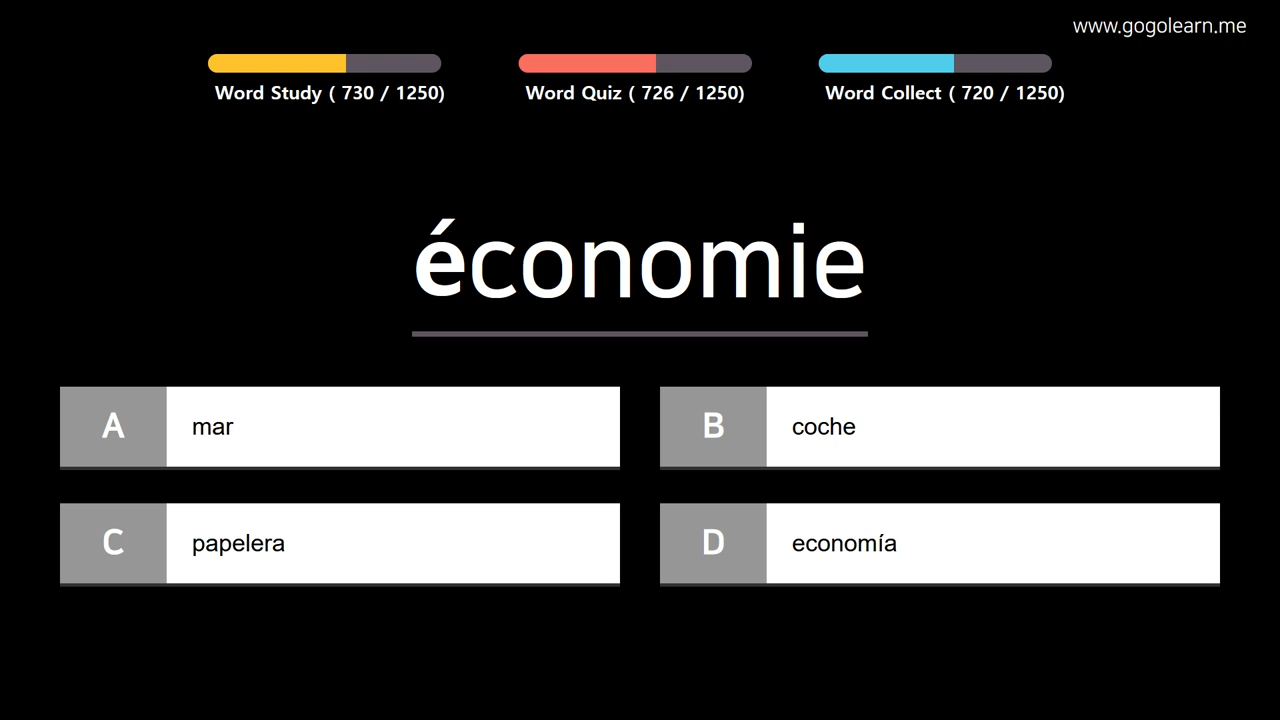 www.gogolearn.me
Word Study ( 730 / 1250)
Word Quiz ( 726 / 1250)
Word Collect ( 720 / 1250)
économie
A mar
B coche
C papelera
D economía